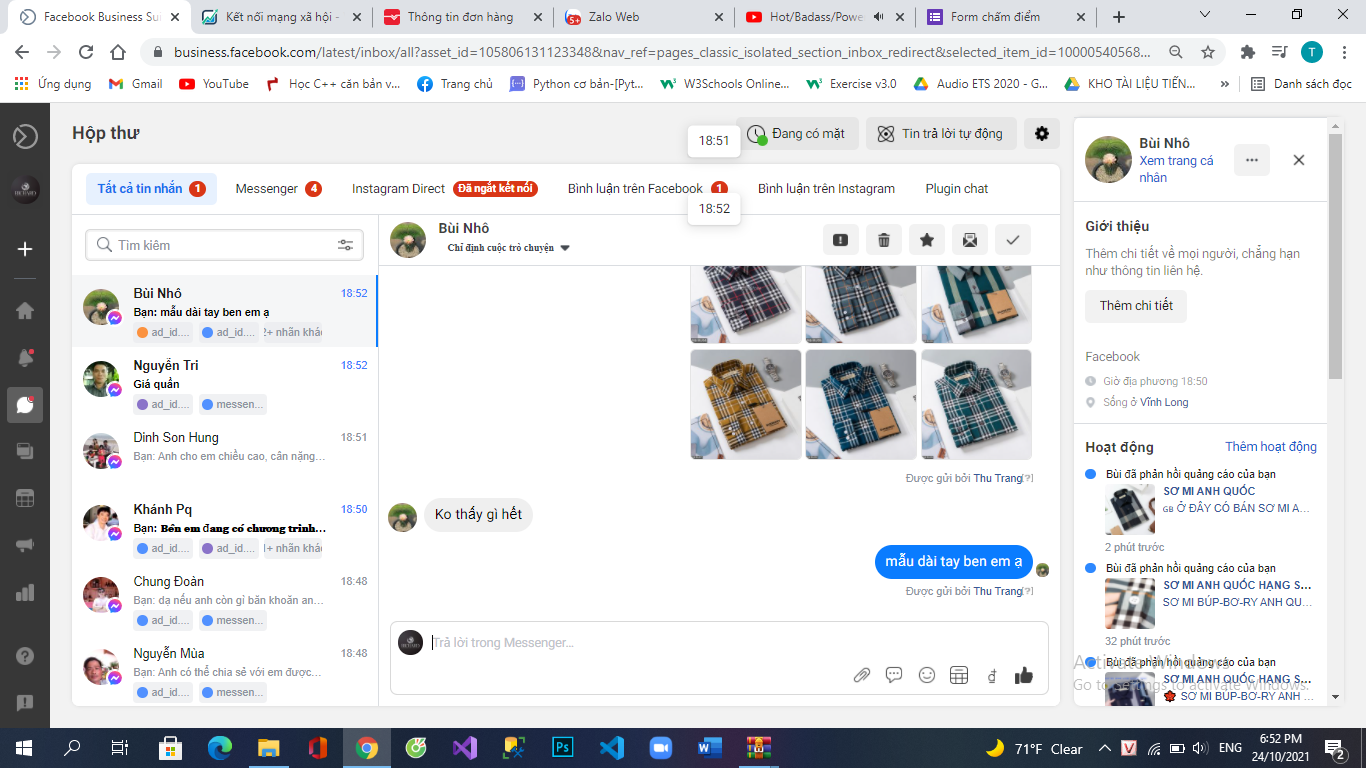 Facebook Business Sui
Kết nối mạng xã hội -
Thông tin đơn hàng
Zalo Web
Hot/Badass/Powe
Form chấm điểm
business.facebook.com/latest/inbox/all?asset_id=105806131123348&nav_ref=pages_classic_isolated_section_inbox_redirect&selected_item_id=10000540568...
T
Ứng dụng
Gmail
YouTube
Học C++ căn bản v...
Trang chủ
Python cơ bản-[Pyt...
W3Schools Online...
Exercise v3.0
Audio ETS 2020 - G...
KHO TÀI LIỆU TIẾN...
Danh sách đọc
Hộp thư
18:51
Đang có mặt
Tin trả lời tự động
Tất cả tin nhắn 1
Messenger 4
Instagram Direct Đã ngắt kết nối
Bình luận trên Facebook 1
Bình luận trên Instagram
Plugin chat
18:52
Tìm kiếm
Bùi Nhô 18:52
Bạn: mẫu dài tay ben em ạ
ad_id.... ad_id.... 2+ nhãn khác
Nguyễn Tri 18:52
Giá quần
ad_id.... messen...
Dinh Son Hung 18:51
Bạn: Anh cho em chiều cao, cân nặng...
Khánh Pq 18:50
Bạn: Bên em đang có chương trình...
ad_id.... ad_id.... 1+ nhãn khác
Chung Đoàn 18:48
Bạn: dạ nếu anh còn gì băn khoăn an...
ad_id.... messen...
Nguyễn Mùa 18:48
Bạn: Anh có thể chia sẻ với em được...
ad_id.... messen...
Bùi Nhô
Chỉ định cuộc trò chuyện
Được gửi bởi Thu Trang[?]
Ko thấy gì hết
mẫu dài tay ben em ạ
Được gửi bởi Thu Trang[?]
Trả lời trong Messenger...
Bùi Nhô
Xem trang cá
nhân
Giới thiệu
Thêm chi tiết về mọi người, chẳng hạn
như thông tin liên hệ.
Thêm chi tiết
Facebook
Giờ địa phương 18:50
Sống ở Vĩnh Long
Hoạt động
Thêm hoạt động
Bùi đã phản hồi quảng cáo của bạn
SƠ MI ANH QUỐC
GB Ở ĐÂY CÓ BÁN SƠ MI A...
2 phút trước
Bùi đã phản hồi quảng cáo của bạn
SƠ MI ANH QUỐC HẠNG S...
SƠ MI BÚP-BƠ-RY ANH QU...
32 phút trước
Bùi đã phản hồi quảng cáo của bạn
SƠ MI ANH QUỐC HẠNG S...
SƠ MI BÚP-BƠ-RY ANH ...
Activate Windows
Go to Settings to activate Windows.
71°F Clear
ENG
6:52 PM
24/10/2021
2